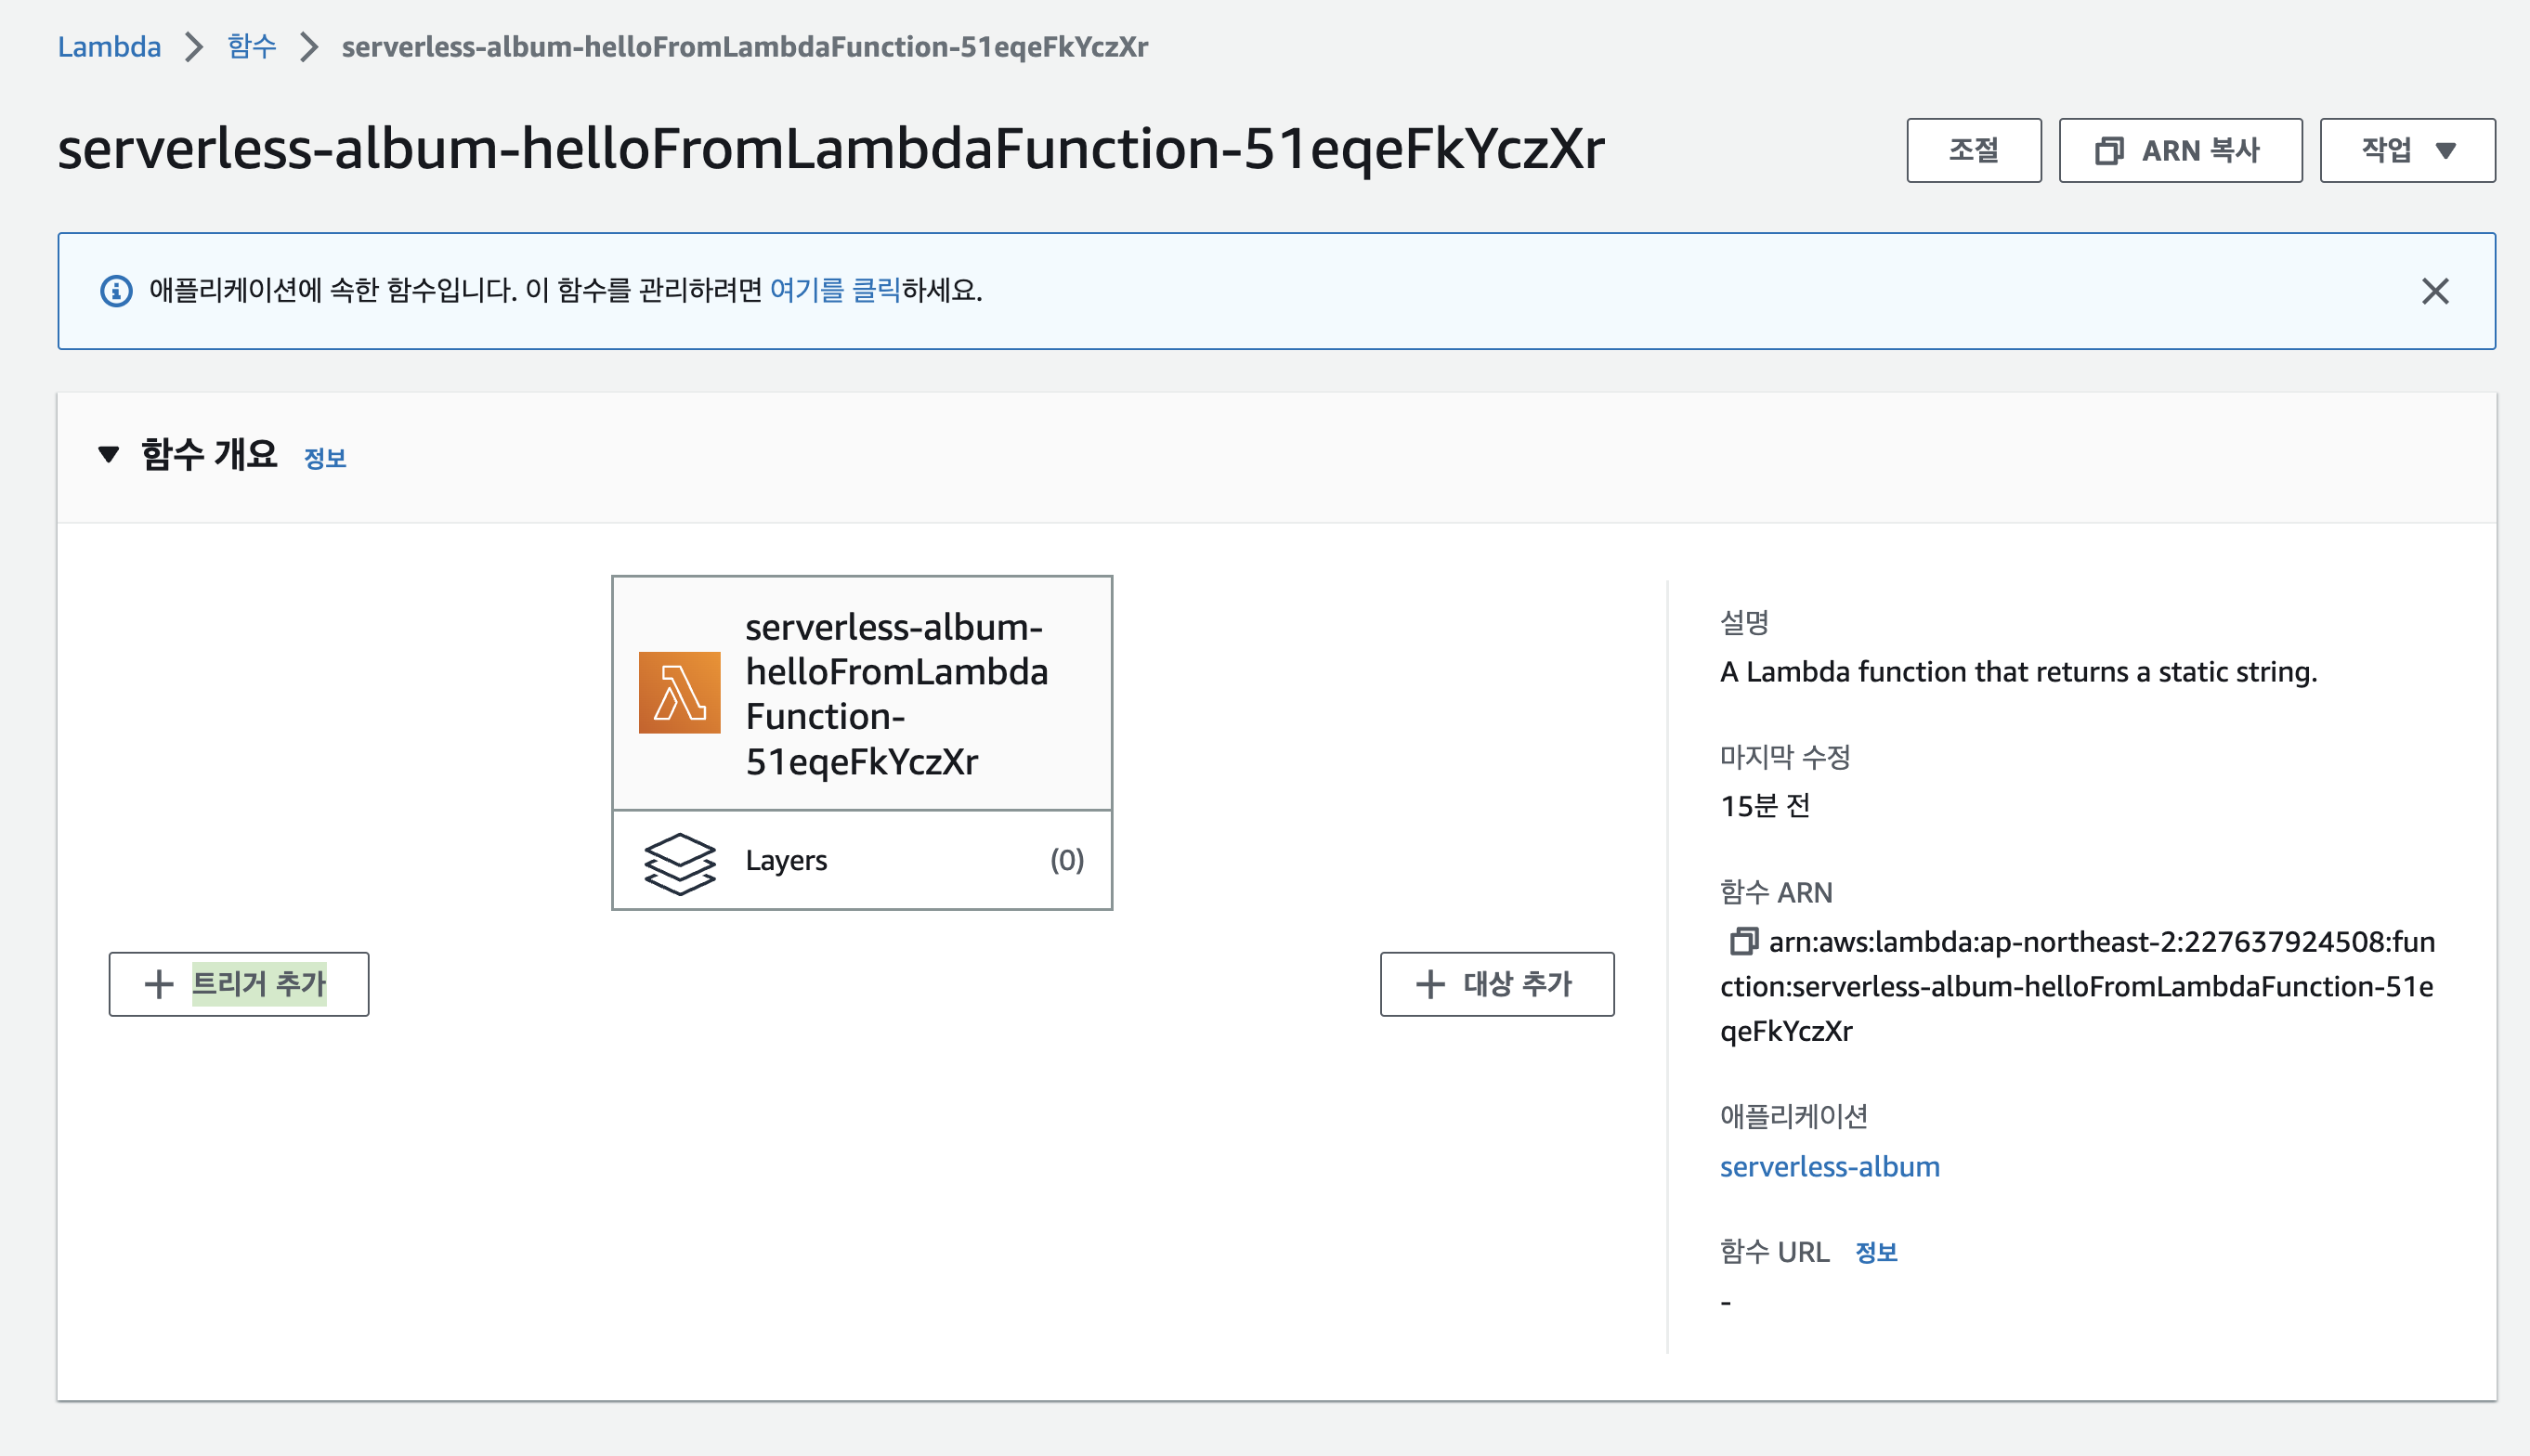 Lambda > 함수 > serverless-album-helloFromLambdaFunction-51eqeFkYczXr
serverless-album-helloFromLambdaFunction-51eqeFkYczXr
조절
ARN 복사
작업
애플리케이션에 속한 함수입니다. 이 함수를 관리하려면 여기를 클릭하세요.
함수 개요 정보
serverless-album-
helloFromLambda
Function-
51eqeFkYczXr
Layers (0)
트리거 추가
대상 추가
설명
A Lambda function that returns a static string.
마지막 수정
15분 전
함수 ARN
arn:aws:lambda:ap-northeast-2:227637924508:fun
ction:serverless-album-helloFromLambdaFunction-51e
qeFkYczXr
애플리케이션
serverless-album
함수 URL 정보
-